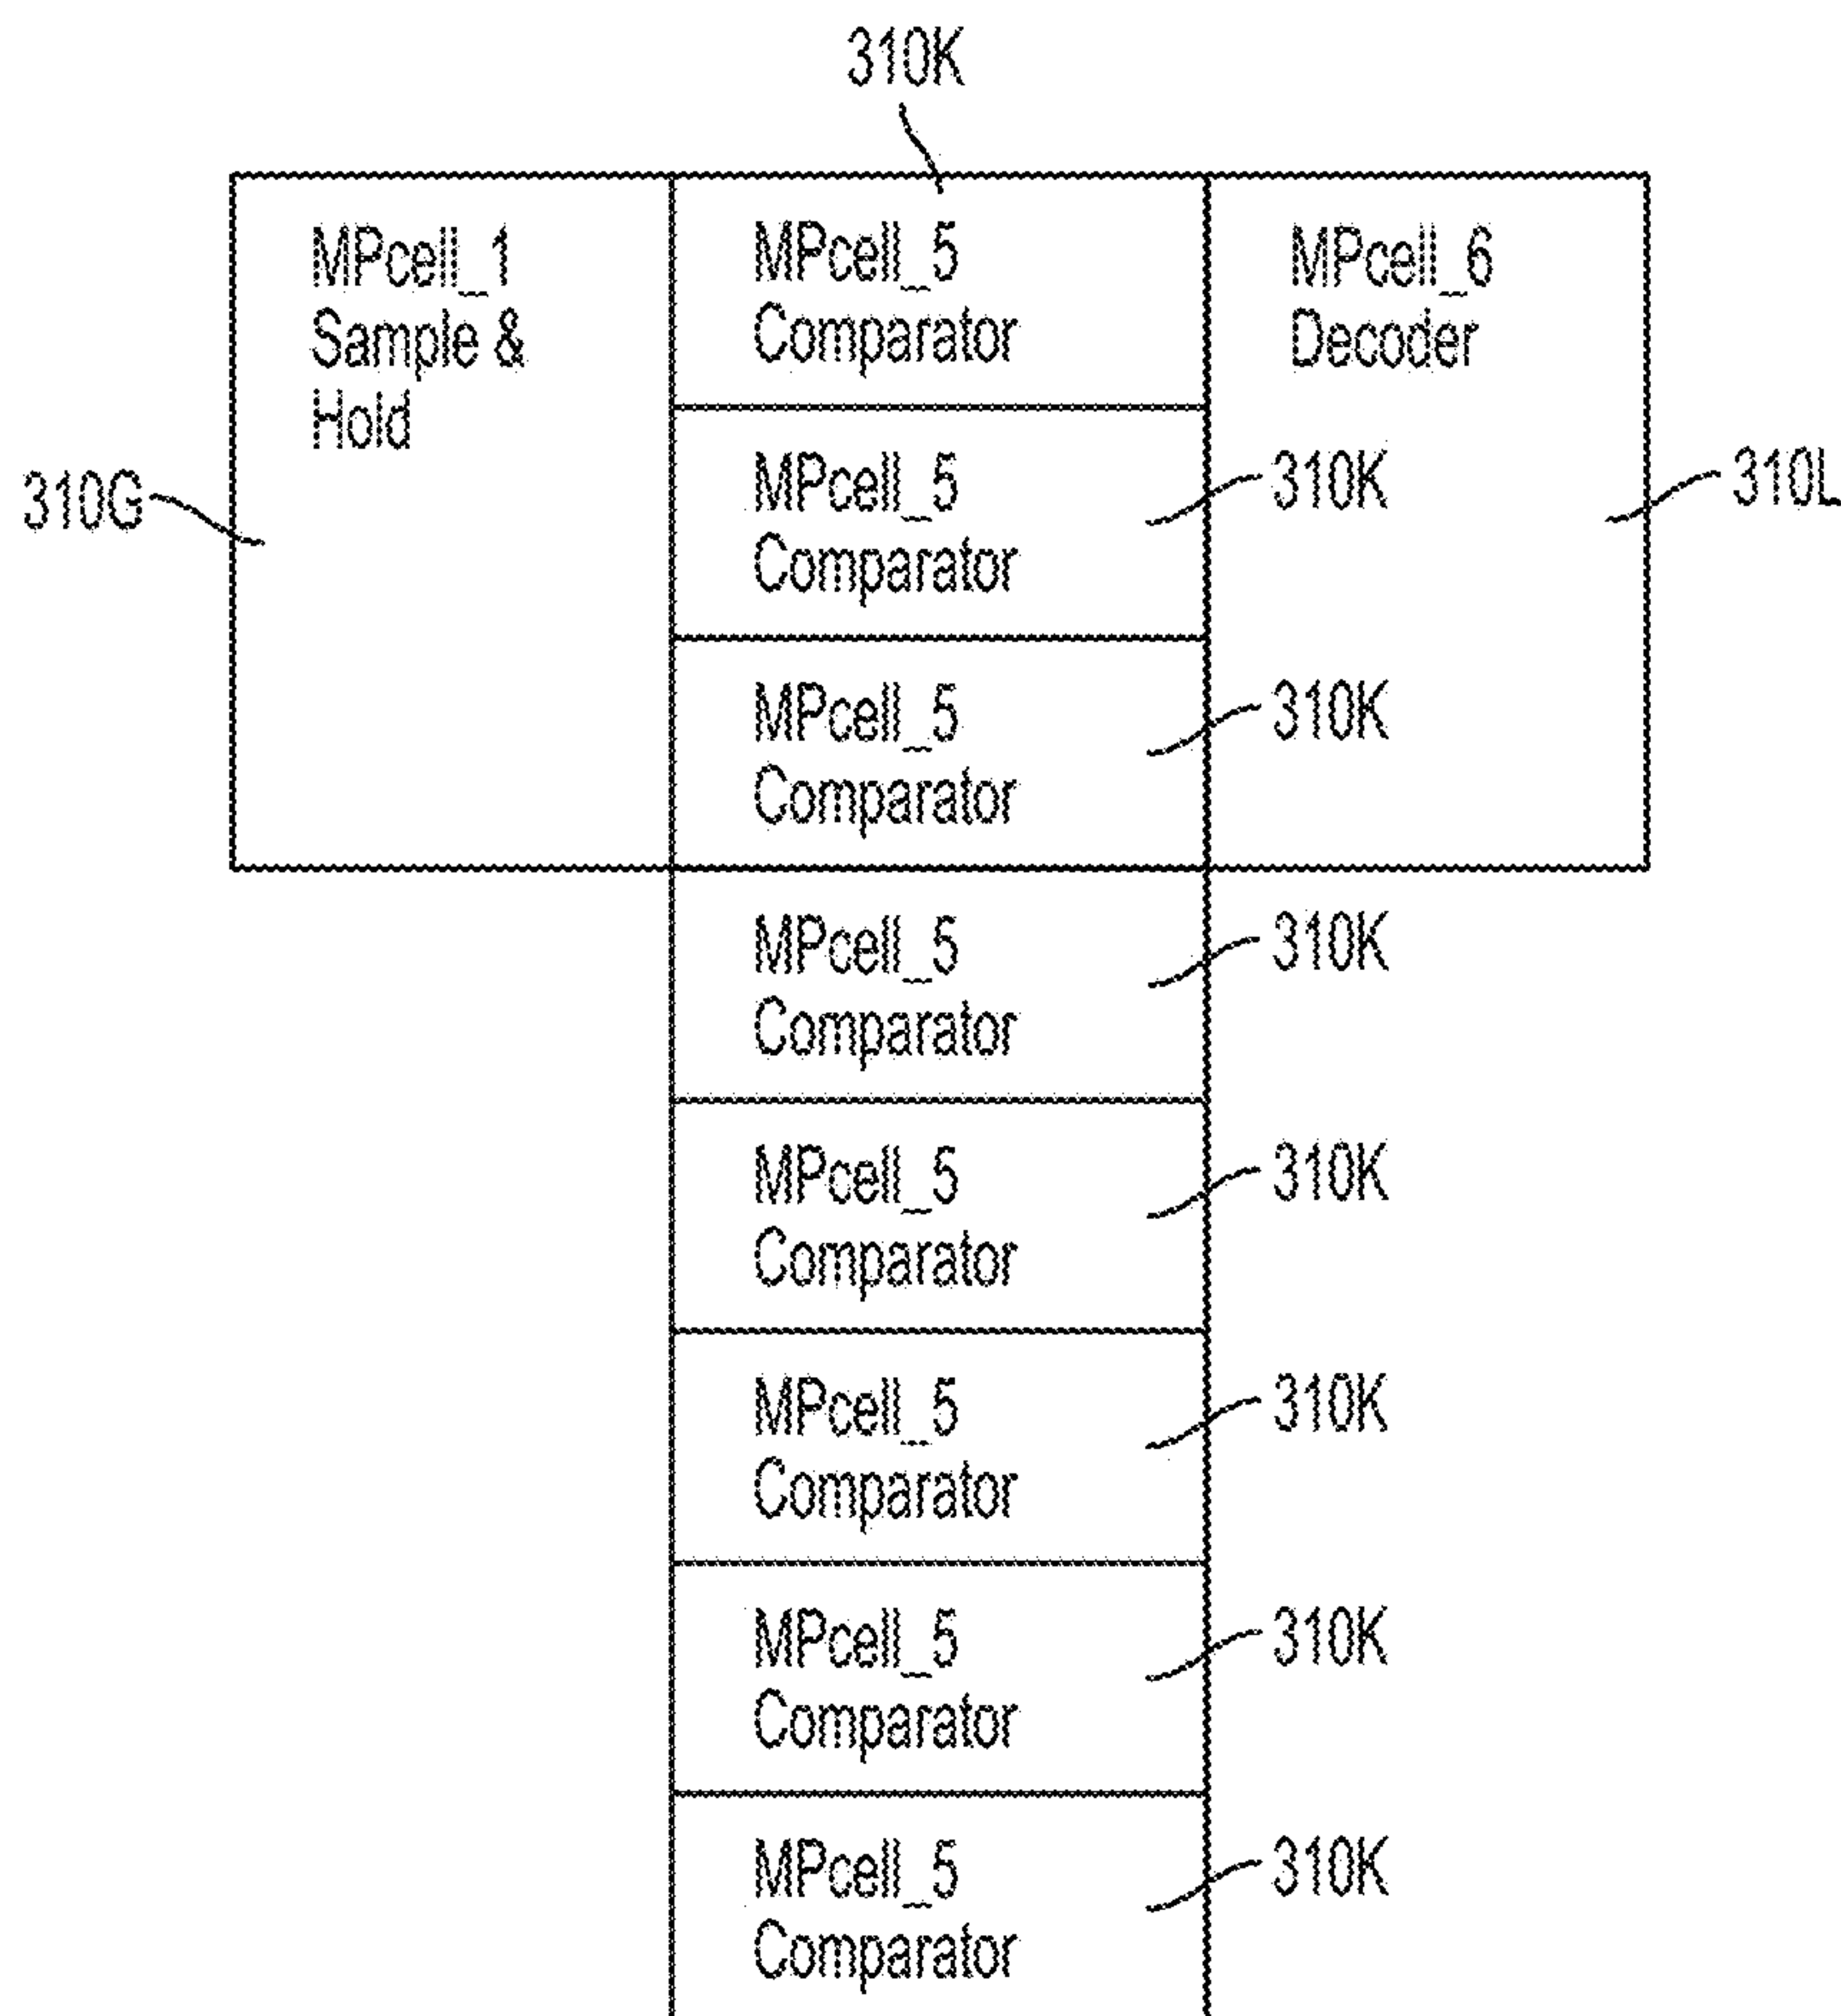 310K
MPcell_1
Sample &
Hold
MPcell_5
Comparator
MPcell_6
Decoder
310G
MPcell_5
Comparator
310K
310L
MPcell_5
Comparator
310K
MPcell_5
Comparator
310K
MPcell_5
Comparator
310K
MPcell_5
Comparator
310K
MPcell_5
Comparator
310K
MPcell_5
Comparator
310K